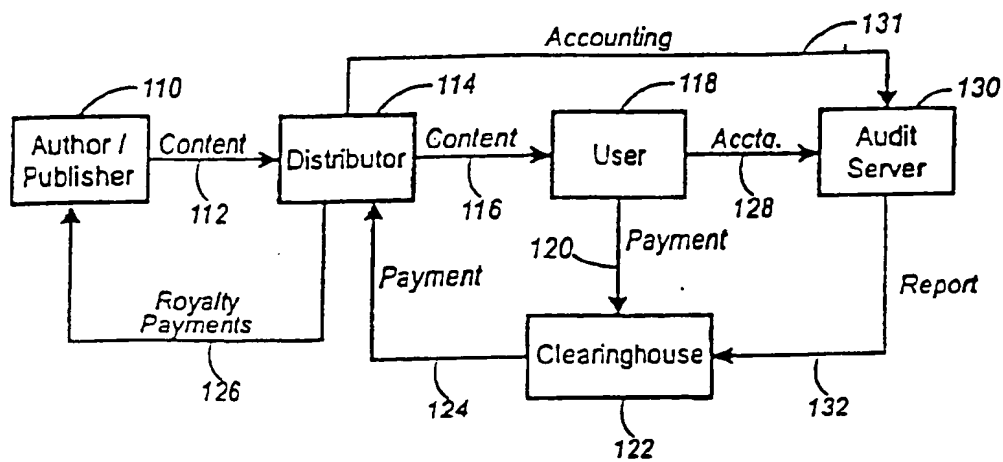 Accounting
131
110
114
118
130
Author /
Publisher
Content
112
Distributor
Content
116
User
Accta.
128
Audit
Server
120
Payment
Payment
Report
Royalty
Payments
126
124
Clearinghouse
122
132